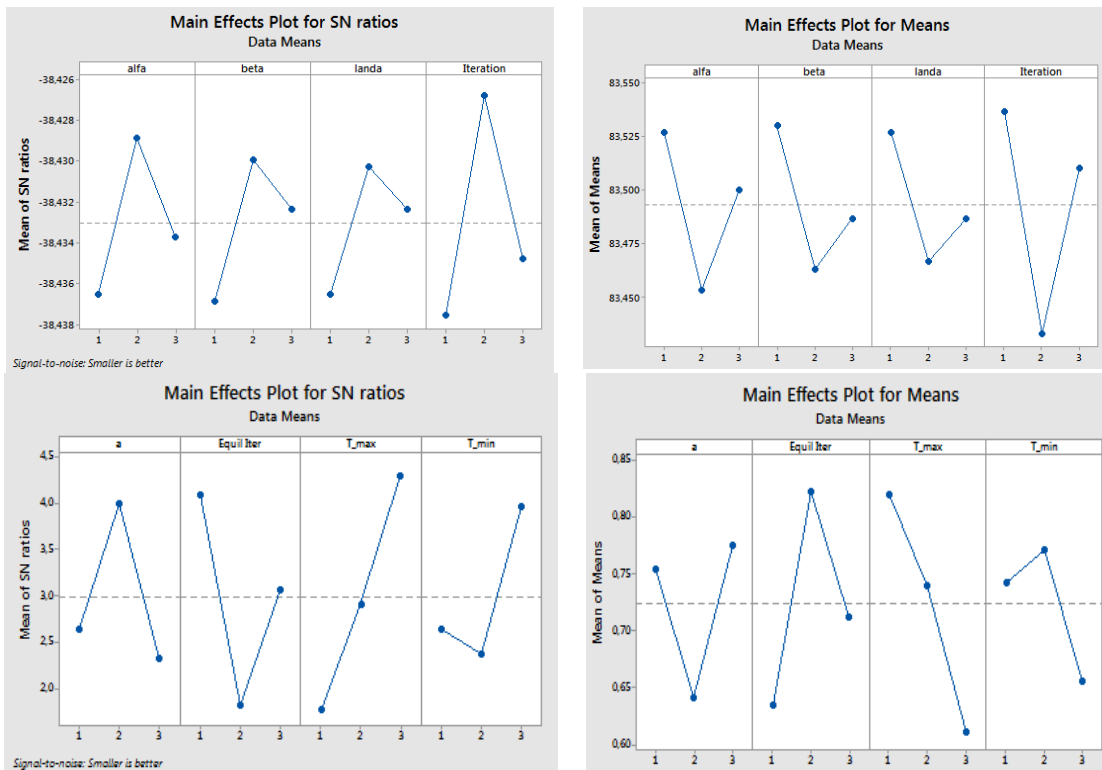 Main Effects Plot for SN ratios
Data Means
alfa beta landa Iteration
Mean of SN ratios
-38,426
-38,428
-38,430
-38,432
-38,434
-38,436
-38,438
1 2 3 1 2 3 1 2 3 1 2 3
Signal-to-noise: Smaller is better
Main Effects Plot for Means
Data Means
alfa beta landa Iteration
Mean of Means
83,550
83,525
83,500
83,475
83,450
1 2 3 1 2 3 1 2 3 1 2 3
Main Effects Plot for SN ratios
Data Means
a Equil Iter T_max T_min
Mean of SN ratios
4,5
4,0
3,5
3,0
2,5
2,0
1 2 3 1 2 3 1 2 3 1 2 3
Signal-to-noise: Smaller is better
Main Effects Plot for Means
Data Means
a Equil Iter T_max T_min
Mean of Means
0,85
0,80
0,75
0,70
0,65
0,60
1 2 3 1 2 3 1 2 3 1 2 3